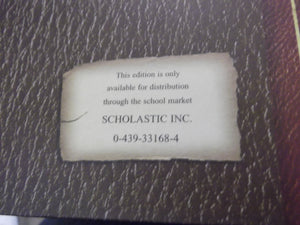 This edition is only
available for distribution
through the school market
SCHOLASTIC INC.
0-439-33168-4